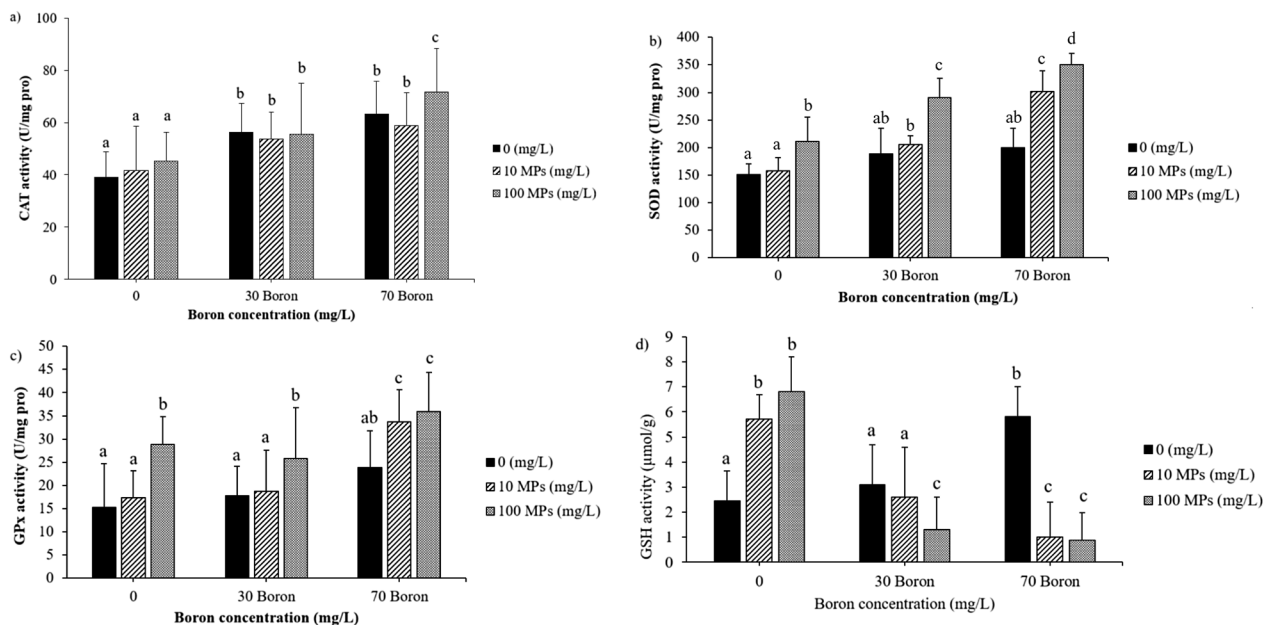 a)
CAT activity (U/mg pro)
100
80
60
40
20
0
a a a b b b b b c
0 30 Boron 70 Boron
Boron concentration (mg/L)
0 (mg/L)
10 MPs (mg/L)
100 MPs (mg/L)
b)
SOD activity (U/mg pro)
400
350
300
250
200
150
100
50
0
a a b ab b c ab c d
0 30 Boron 70 Boron
Boron concentration (mg/L)
0 (mg/L)
10 MPs (mg/L)
100 MPs (mg/L)
c)
GPx activity (U/mg pro)
50
45
40
35
30
25
20
15
10
5
0
a a b a a b ab c c
0 30 Boron 70 Boron
Boron concentration (mg/L)
0 (mg/L)
10 MPs (mg/L)
100 MPs (mg/L)
d)
GSH activity (μmol/g)
9
8
7
6
5
4
3
2
1
0
a b b a a c b c c
0 30 Boron 70 Boron
Boron concentration (mg/L)
0 (mg/L)
10 MPs (mg/L)
100 MPs (mg/L)